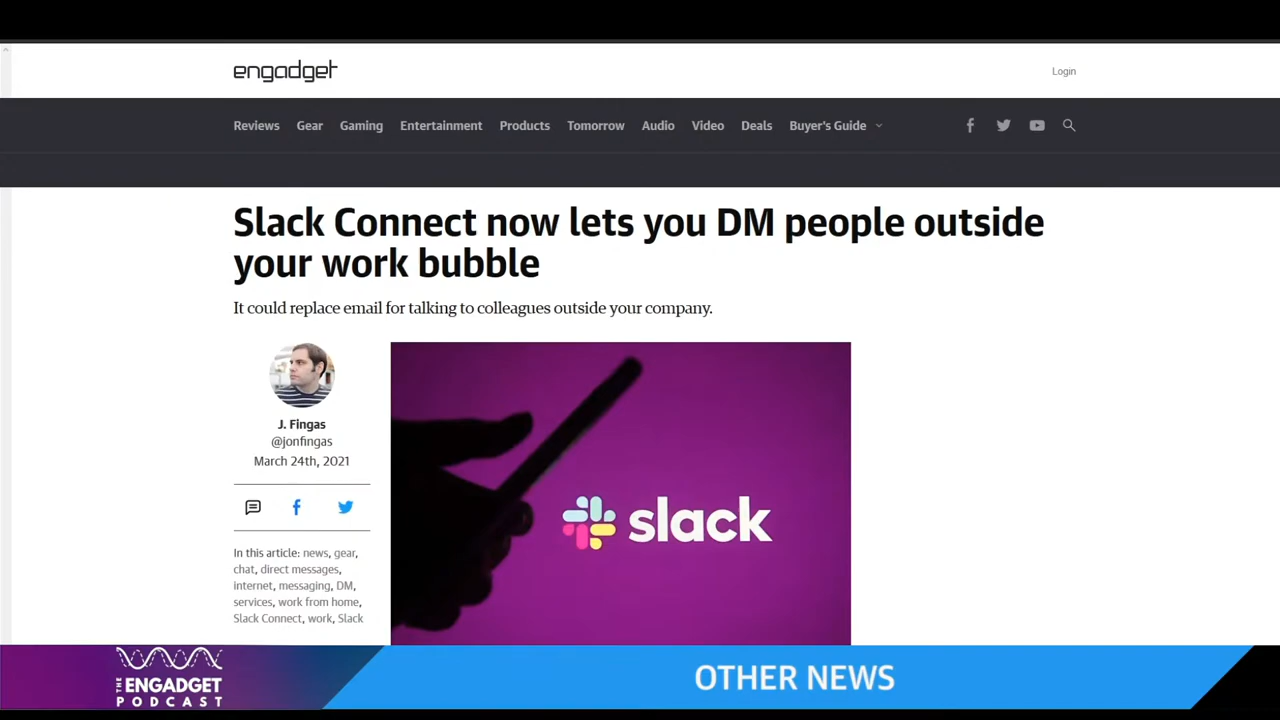 engadget
Login
Reviews Gear Gaming Entertainment Products Tomorrow Audio Video Deals Buyer's Guide
Slack Connect now lets you DM people outside
your work bubble
It could replace email for talking to colleagues outside your company.
J. Fingas
@jonfingas
March 24th, 2021
slack
In this article: news, gear,
chat, direct messages,
internet, messaging, DM,
services, work from home,
Slack Connect, work, Slack
THE
ENGADGET
PODCAST
OTHER NEWS